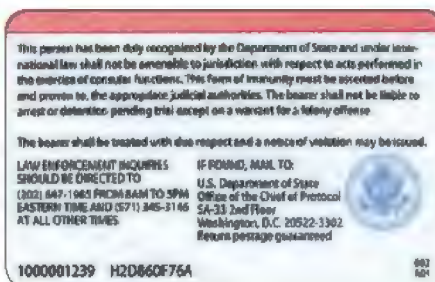 This person has been duly recognized by the Department of State and under inter-
national law shall not be amenable to jurisdiction with respect to acts performed in
the exercise of consular functions. This form of immunity must be asserted before
and proven to, the appropriate judicial authorities. The bearer shall not be liable to
arrest or detention pending trial except on a warrant for a felony offense
The bearer shall be treated with due respect and a notice of violation may be issued.
LAW ENFORCEMENT INQUIRIES
SHOULD BE DIRECTED TO
(202) 647-1985 FROM 8AM TO 5PM
EASTERN TIME AND (571) 345-3146
AT ALL OTHER TIMES
IF FOUND, MAIL TO:
U.S. Department of State
Office of the Chief of Protocol
SA-33 2nd Floor
Washington, D.C. 20522-3302
Return postage guaranteed
1000001239 H2D860F76A